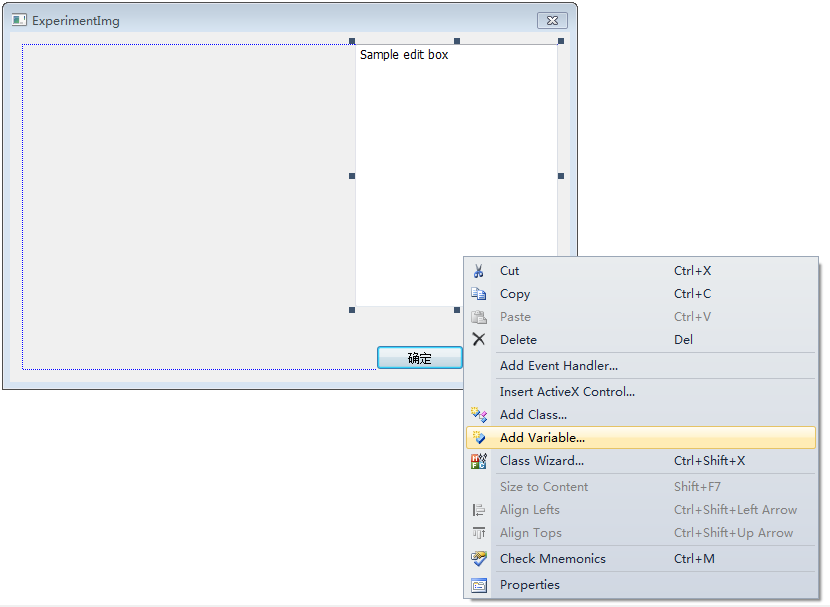 ExperimentImg
Sample edit box
Cut Ctrl+X
Copy Ctrl+C
Paste Ctrl+V
Delete Del
确定
Add Event Handler...
Insert ActiveX Control...
Add Class...
Add Variable...
Class Wizard... Ctrl+Shift+X
Size to Content Shift+F7
Align Lefts Ctrl+Shift+Left Arrow
Align Tops Ctrl+Shift+Up Arrow
Check Mnemonics Ctrl+M
Properties